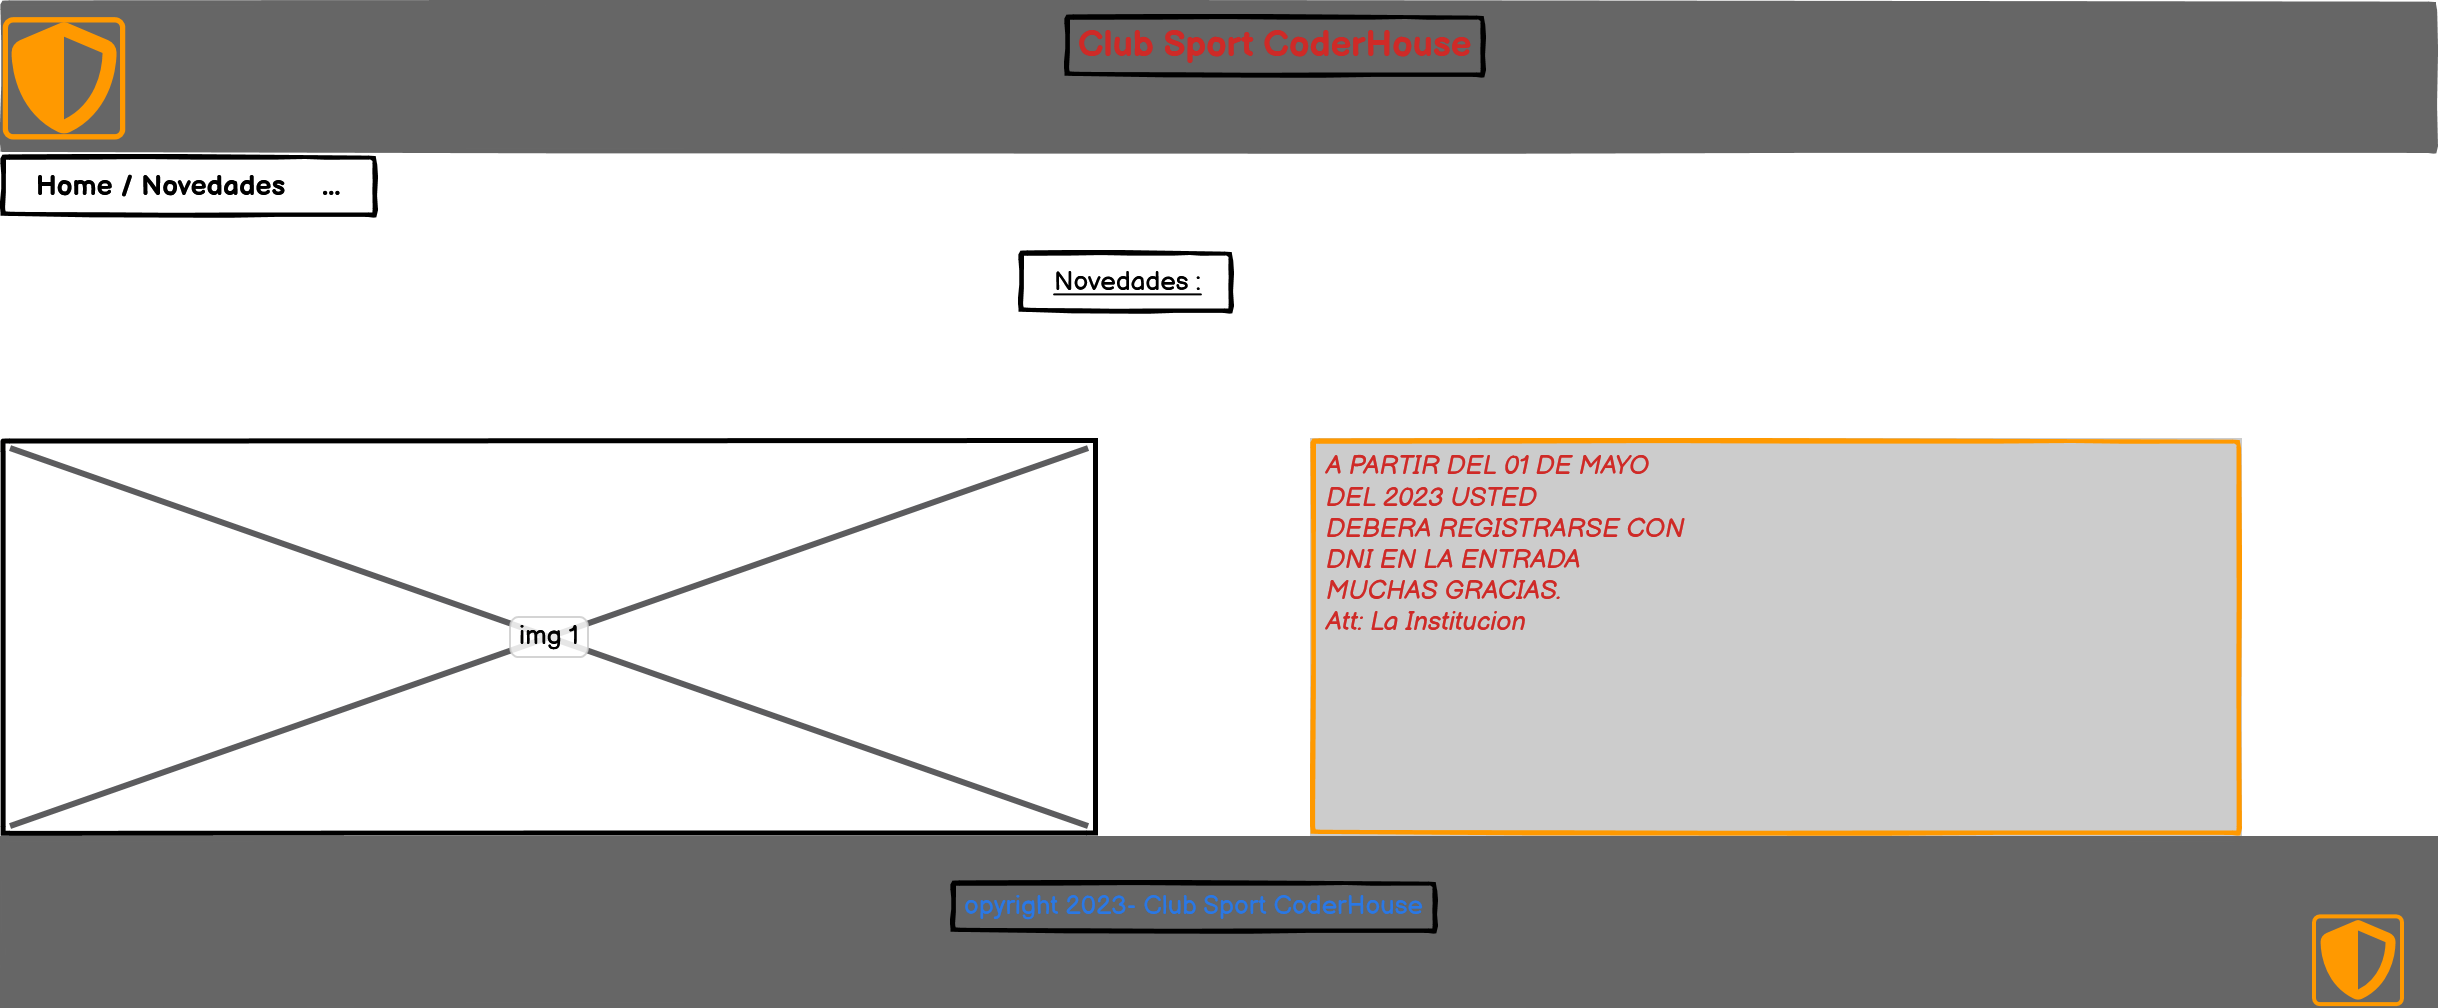 Club Sport CoderHouse
Home / Novedades ...
Novedades :
img 1
A PARTIR DEL 01 DE MAYO
DEL 2023 USTED
DEBERA REGISTRARSE CON
DNI EN LA ENTRADA
MUCHAS GRACIAS.
Att: La Institucion
opyright 2023- Club Sport CoderHouse